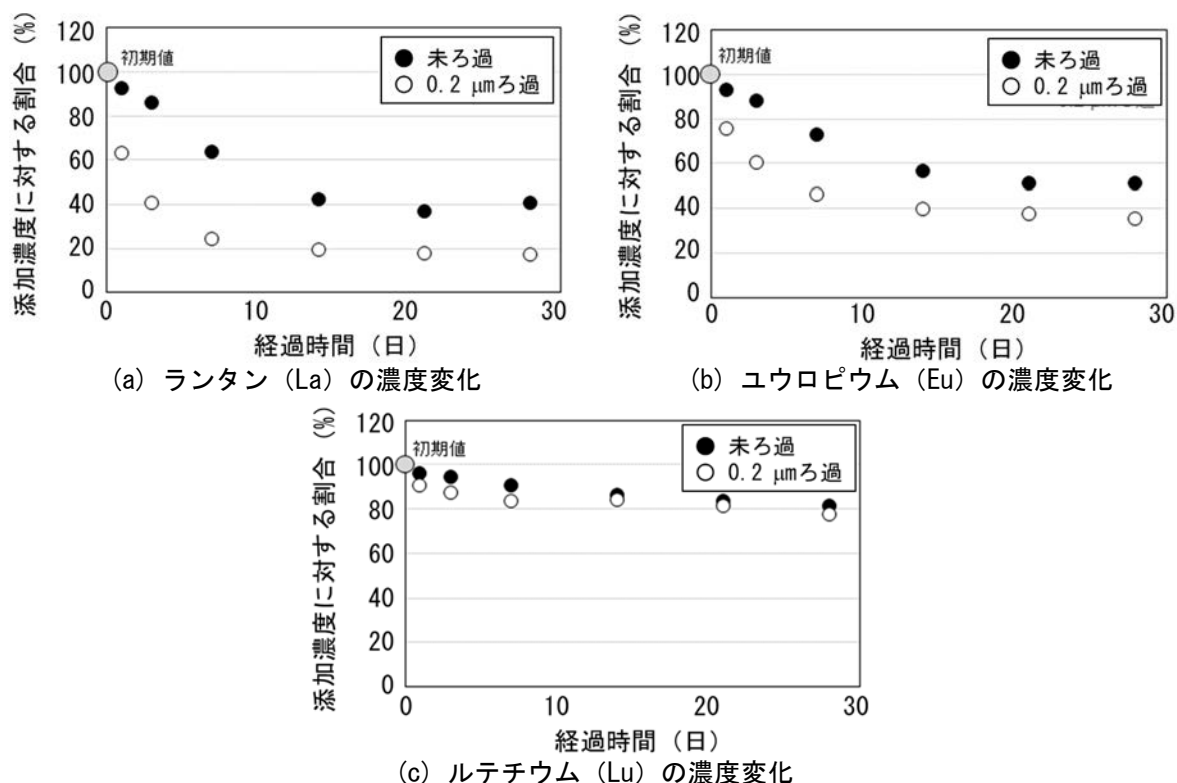 添加濃度に対する割合 (%)
120
100
80
60
40
20
0
初期値
● 未ろ過
○ 0.2 μmろ過
0 10 20 30
経過時間（日）
(a) ランタン（La）の濃度変化
添加濃度に対する割合 (%)
120
100
80
60
40
20
0
初期値
● 未ろ過
○ 0.2 μmろ過
0 10 20 30
経過時間（日）
(b) ユウロピウム（Eu）の濃度変化
添加濃度に対する割合 (%)
120
100
80
60
40
20
0
初期値
● 未ろ過
○ 0.2 μmろ過
0 10 20 30
経過時間（日）
(c) ルテチウム（Lu）の濃度変化